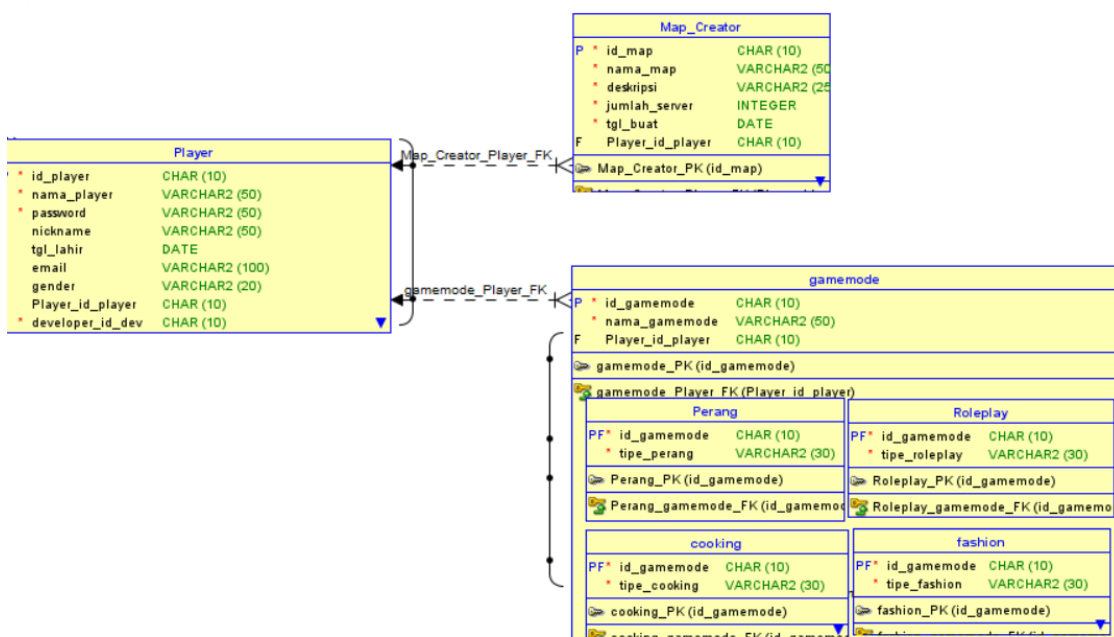 Map_Creator
P * id_map CHAR (10)
* nama_map VARCHAR2 (50
* deskripsi VARCHAR2 (25
* jumlah_server INTEGER
* tgl_buat DATE
F Player_id_player CHAR (10)
Map_Creator_PK (id_map)
Player
* id_player CHAR (10)
* nama_player VARCHAR2 (50)
* password VARCHAR2 (50)
nickname VARCHAR2 (50)
tgl_lahir DATE
email VARCHAR2 (100)
gender VARCHAR2 (20)
Player_id_player CHAR (10)
* developer_id_dev CHAR (10)
Map_Creator_Player_FK
gamemode_Player_FK
gamemode
P * id_gamemode CHAR (10)
* nama_gamemode VARCHAR2 (50)
F Player_id_player CHAR (10)
gamemode_PK (id_gamemode)
gamemode_Player_FK (Player_id_player)
Perang
PF* id_gamemode CHAR (10)
* tipe_perang VARCHAR2 (30)
Perang_PK (id_gamemode)
Perang_gamemode_FK (id_gamemod
Roleplay
PF* id_gamemode CHAR (10)
* tipe_roleplay VARCHAR2 (30)
Roleplay_PK (id_gamemode)
Roleplay_gamemode_FK (id_gamemo
cooking
PF* id_gamemode CHAR (10)
* tipe_cooking VARCHAR2 (30)
cooking_PK (id_gamemode)
fashion
PF* id_gamemode CHAR (10)
* tipe_fashion VARCHAR2 (30)
fashion_PK (id_gamemode)